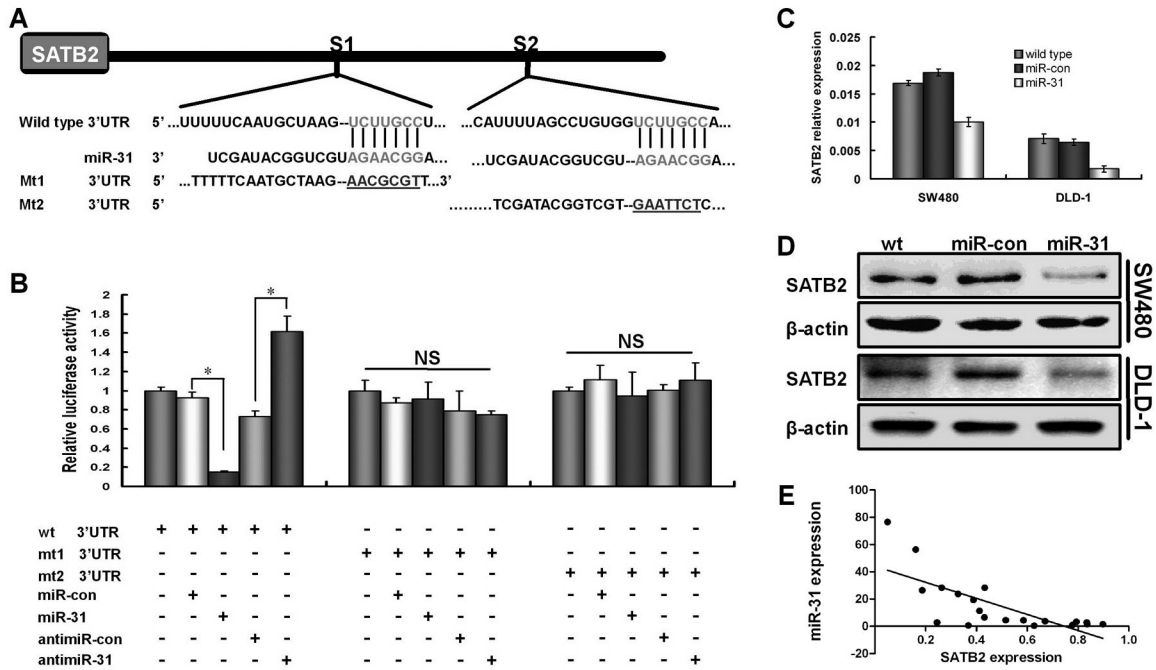 A
S1 S2
SATB2
Wild type 3’UTR 5’ ...UUUUUCAAUGCUAAG--UCUUGCCU... ...CAUUUUAGCCUGUGGUCUUGCCA...
miR-31 3’ UCGAUACGGUCGUAGAACGGA... ...UCGAUACGGUCGU--AGAACGGA...
Mt1 3’UTR 5’ ...TTTTTCAATGCTAAG--AACGCGTT...3’
Mt2 3’UTR 5’ .........TCGATACGGTCGT--GAATTCTC...
B
Relative luciferase activity
2
1.8
1.6
1.4
1.2
1
0.8
0.6
0.4
0.2
0
* *
NS
NS
wt 3’UTR + + + + + - - - - - - - - - -
mt1 3’UTR - - - - - + + + + + - - - - -
mt2 3’UTR - - - - - - - - - - + + + + +
miR-con - + - - - - + - - - - + - - -
miR-31 - - + - - - - + - - - - + - -
antimiR-con - - - + - - - - + - - - - + -
antimiR-31 - - - - + - - - - + - - - - +
C
SATB2 relative expression
0.025
0.02
0.015
0.01
0.005
0
wild type
miR-con
miR-31
SW480 DLD-1
D
wt miR-con miR-31
SATB2
β-actin
SW480
SATB2
β-actin
DLD-1
E
miR-31 expression
100
80
60
40
20
0
-20
0.2 0.4 0.6 0.8 1.0
SATB2 expression